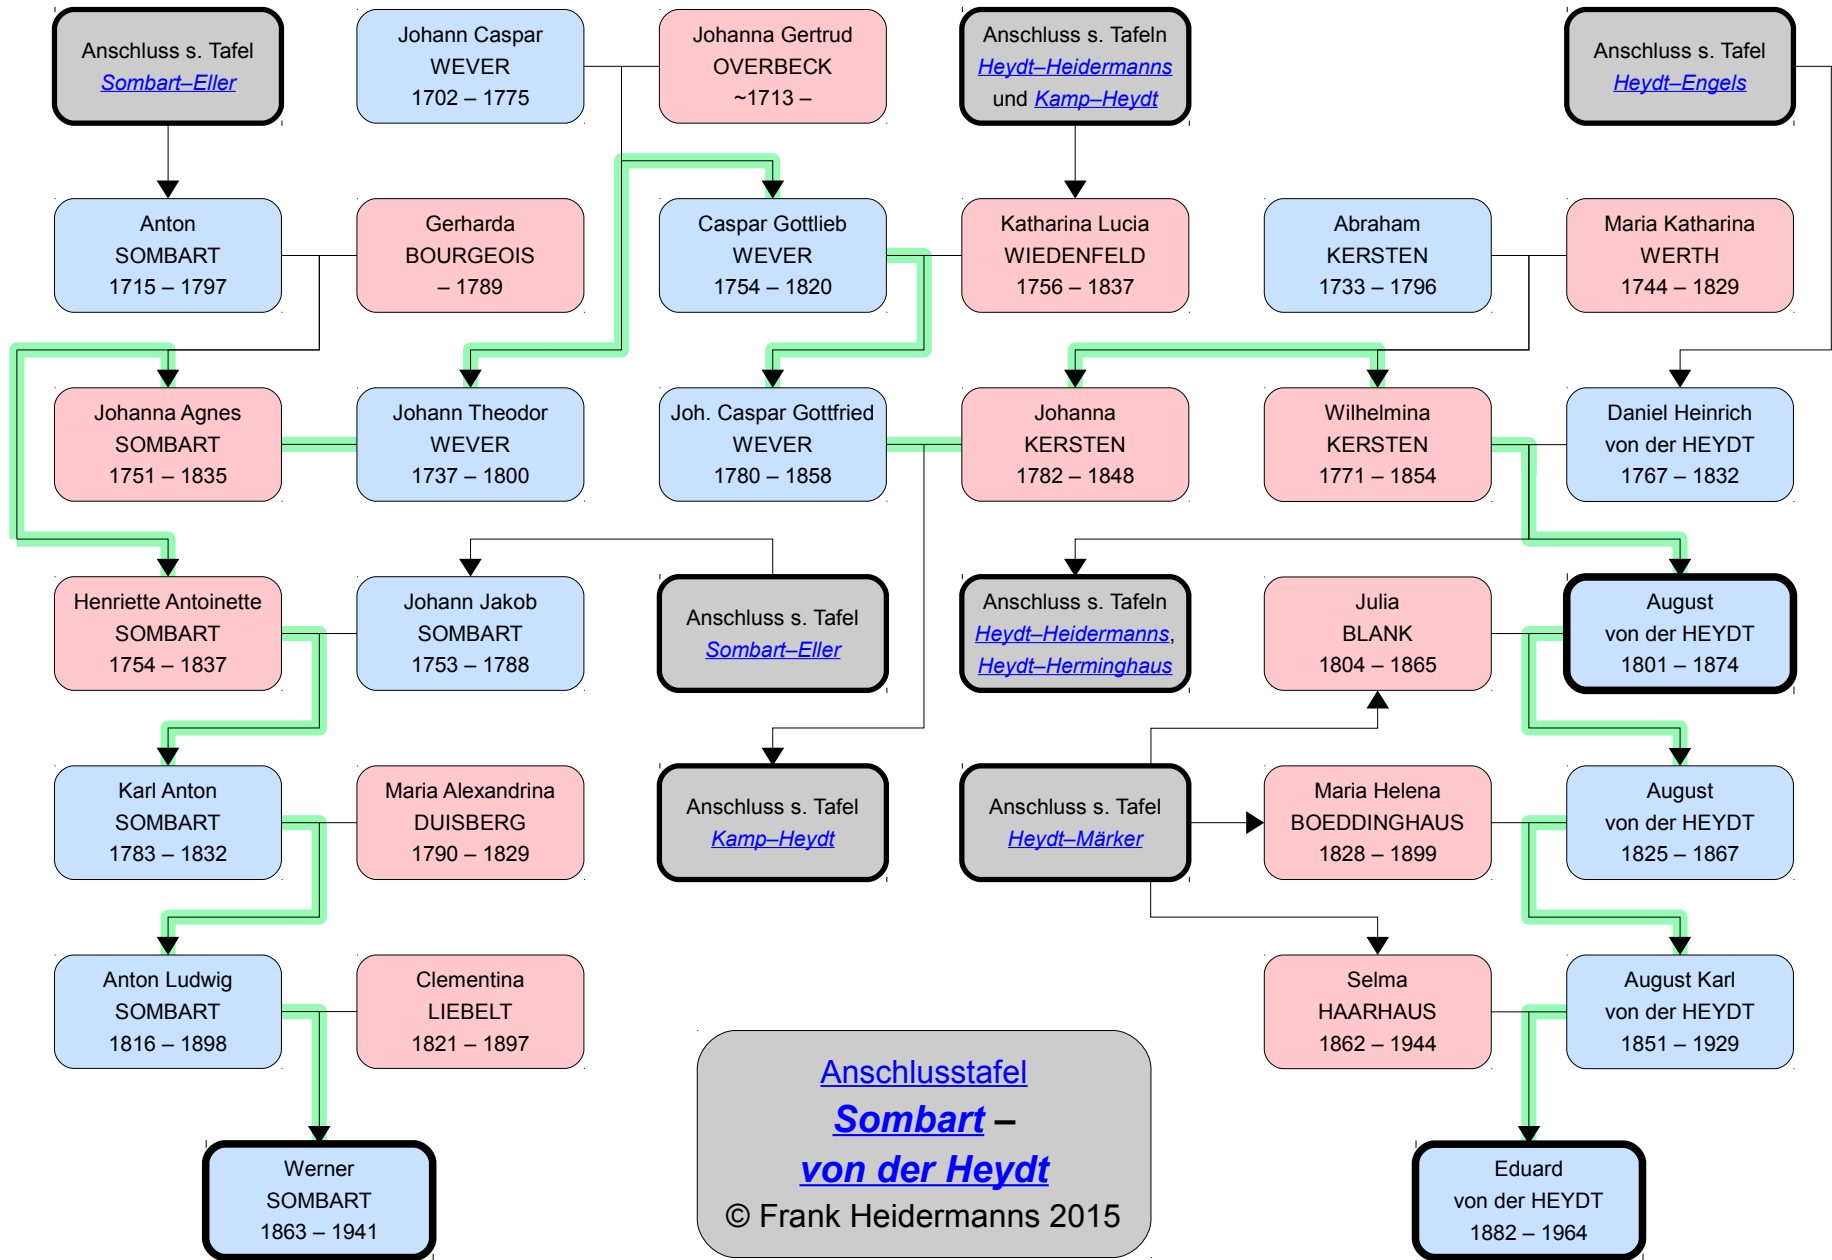 Anschluss s. Tafel
Sombart–Eller
Johann Caspar
WEVER
1702 – 1775
Johanna Gertrud
OVERBECK
~1713 –
Anschluss s. Tafeln
Heydt–Heidermanns
und Kamp–Heydt
Anschluss s. Tafel
Heydt–Engels
Anton
SOMBART
1715 – 1797
Gerharda
BOURGEOIS
– 1789
Caspar Gottlieb
WEVER
1754 – 1820
Katharina Lucia
WIEDENFELD
1756 – 1837
Abraham
KERSTEN
1733 – 1796
Maria Katharina
WERTH
1744 – 1829
Johanna Agnes
SOMBART
1751 – 1835
Johann Theodor
WEVER
1737 – 1800
Joh. Caspar Gottfried
WEVER
1780 – 1858
Johanna
KERSTEN
1782 – 1848
Wilhelmina
KERSTEN
1771 – 1854
Daniel Heinrich
von der HEYDT
1767 – 1832
Henriette Antoinette
SOMBART
1754 – 1837
Johann Jakob
SOMBART
1753 – 1788
Anschluss s. Tafel
Sombart–Eller
Anschluss s. Tafeln
Heydt–Heidermanns,
Heydt–Herminghaus
Julia
BLANK
1804 – 1865
August
von der HEYDT
1801 – 1874
Karl Anton
SOMBART
1783 – 1832
Maria Alexandrina
DUISBERG
1790 – 1829
Anschluss s. Tafel
Kamp–Heydt
Anschluss s. Tafel
Heydt–Märker
Maria Helena
BOEDDINGHAUS
1828 – 1899
August
von der HEYDT
1825 – 1867
Anton Ludwig
SOMBART
1816 – 1898
Clementina
LIEBELT
1821 – 1897
Selma
HAARHAUS
1862 – 1944
August Karl
von der HEYDT
1851 – 1929
Anschlusstafel
Sombart –
von der Heydt
© Frank Heidermanns 2015
Werner
SOMBART
1863 – 1941
Eduard
von der HEYDT
1882 – 1964